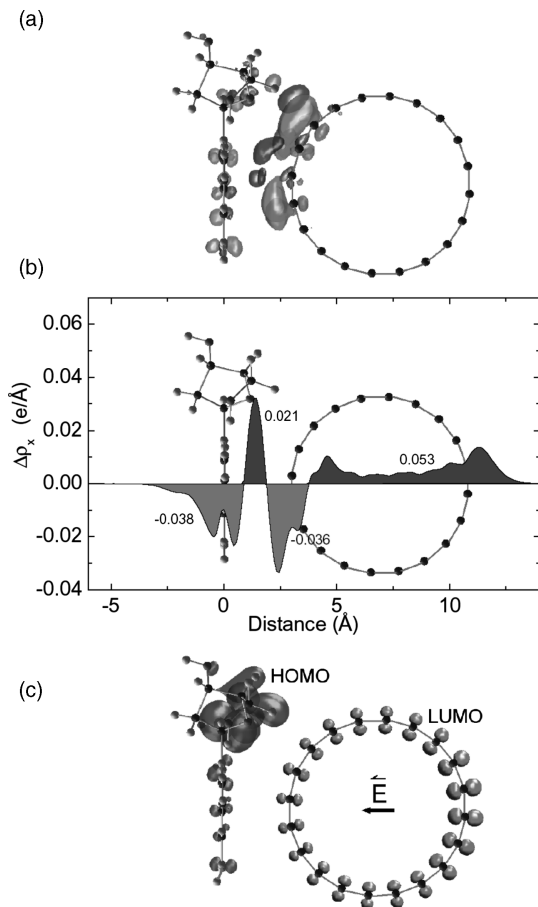 (a)
(b)
0.06
0.04
0.02
0.00
-0.02
-0.04
Δρx (e/Å)
0.021
0.053
-0.038
-0.036
-5 0 5 10
Distance (Å)
(c)
HOMO
LUMO
E